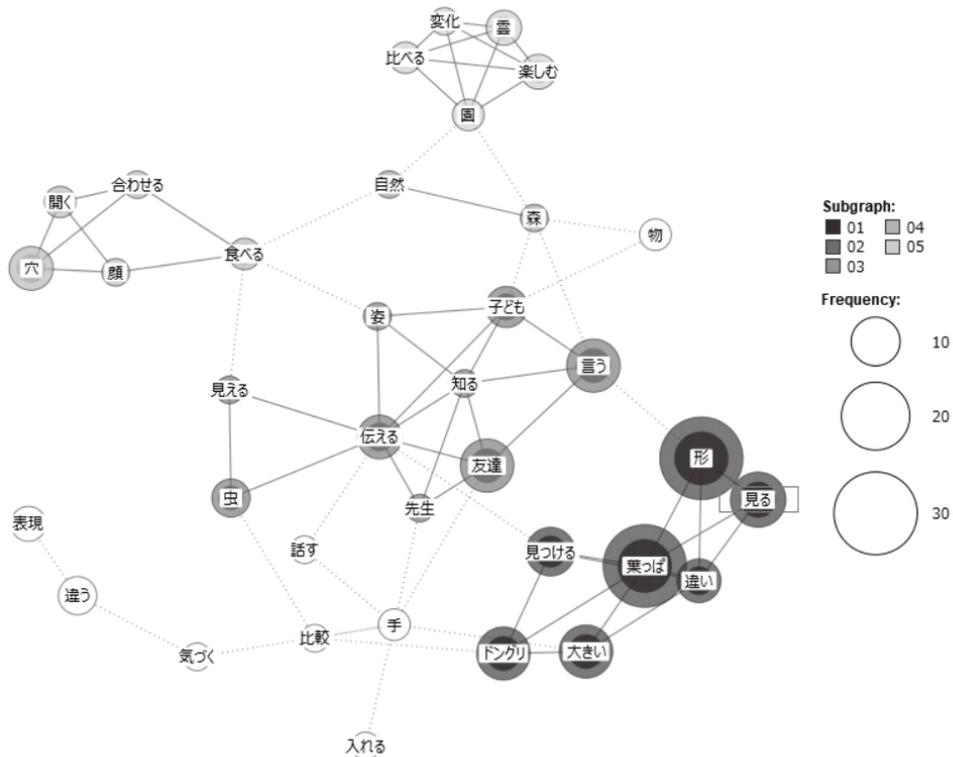 変化
雲
比べる
楽しむ
園
自然
合わせる
開く
森
物
食べる
穴
顔
姿
子ども
言う
知る
見える
伝える
友達
形
見る
虫
先生
表現
話す
見つける
葉っぱ
違い
違う
手
比較
気づく
ドングリ
大きい
入れる
Subgraph:
01 04
02 05
03
Frequency:
10
20
30